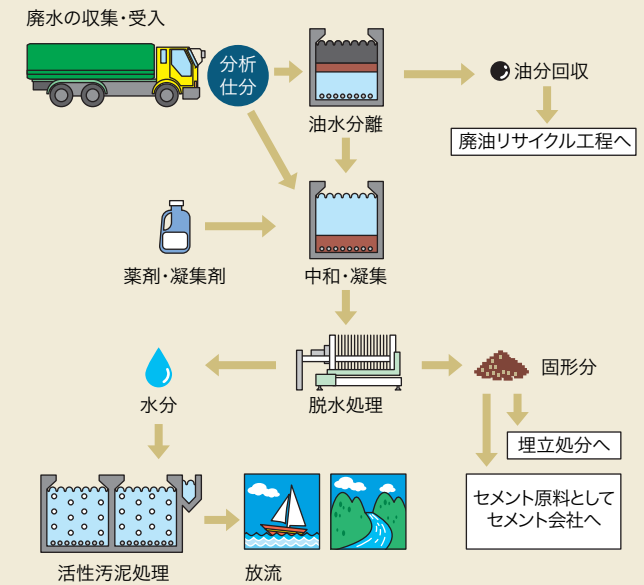 廃水の収集・受入
分析
仕分
油水分離
油分回収
廃油リサイクル工程へ
薬剤・凝集剤
中和・凝集
水分
脱水処理
固形分
埋立処分へ
セメント原料として
セメント会社へ
活性汚泥処理
放流